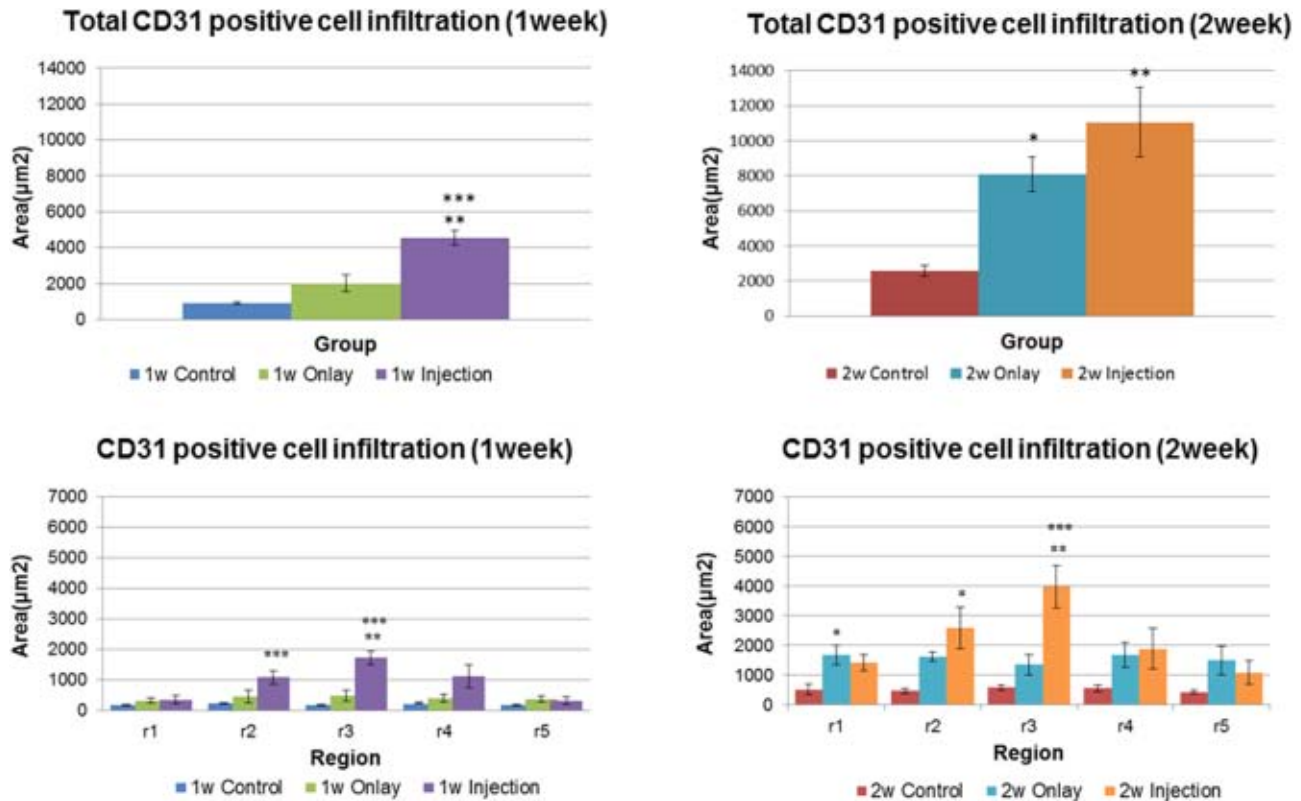 Total CD31 positive cell infiltration (1week)
14000
12000
10000
8000
6000
4000
2000
0
Area(µm2)
***
**
Group
1w Control 1w Onlay 1w Injection
Total CD31 positive cell infiltration (2week)
14000
12000
10000
8000
6000
4000
2000
0
Area(µm2)
*
**
Group
2w Control 2w Onlay 2w Injection
CD31 positive cell infiltration (1week)
7000
6000
5000
4000
3000
2000
1000
0
Area(µm2)
***
***
**
r1 r2 r3 r4 r5
Region
1w Control 1w Onlay 1w Injection
CD31 positive cell infiltration (2week)
7000
6000
5000
4000
3000
2000
1000
0
Area(µm2)
*
*
***
**
r1 r2 r3 r4 r5
Region
2w Control 2w Onlay 2w Injection